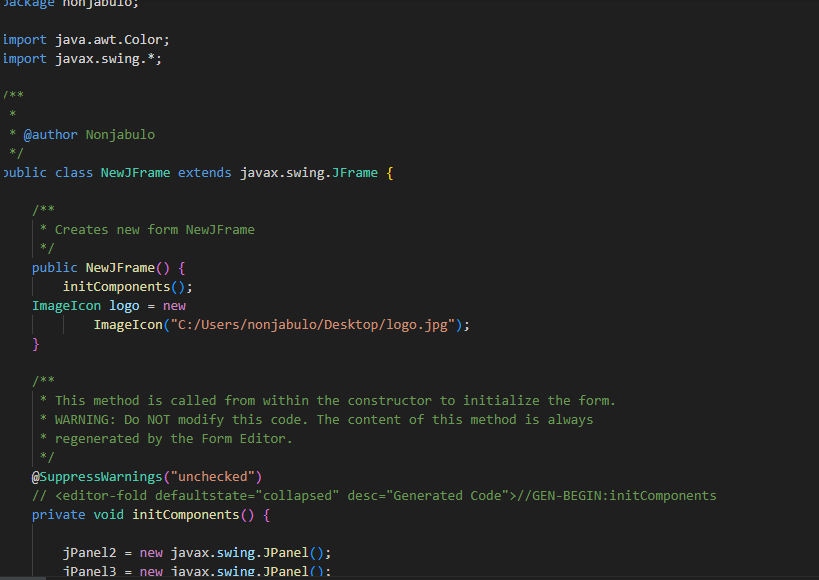 package nonjabulo;
import java.awt.Color;
import javax.swing.*;
/**
*
* @author Nonjabulo
*/
public class NewJFrame extends javax.swing.JFrame {
/**
* Creates new form NewJFrame
*/
public NewJFrame() {
initComponents();
ImageIcon logo = new
ImageIcon("C:/Users/nonjabulo/Desktop/logo.jpg");
}
/**
* This method is called from within the constructor to initialize the form.
* WARNING: Do NOT modify this code. The content of this method is always
* regenerated by the Form Editor.
*/
@SuppressWarnings("unchecked")
// <editor-fold defaultstate="collapsed" desc="Generated Code">//GEN-BEGIN:initComponents
private void initComponents() {
jPanel2 = new javax.swing.JPanel();
jPanel3 = new javax.swing.JPanel();